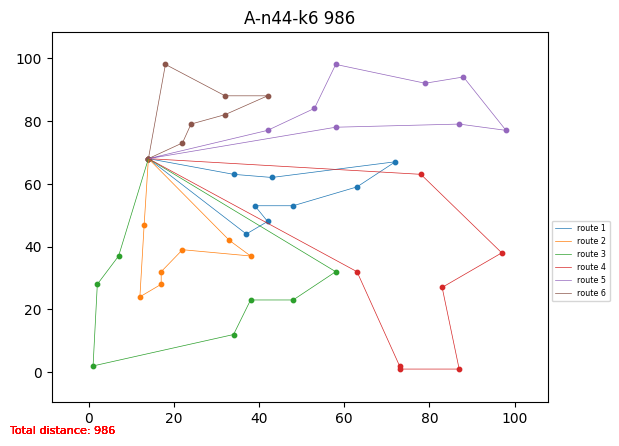 A-n44-k6 986
100
80
60
40
20
0
0 20 40 60 80 100
route 1
route 2
route 3
route 4
route 5
route 6
Total distance: 986